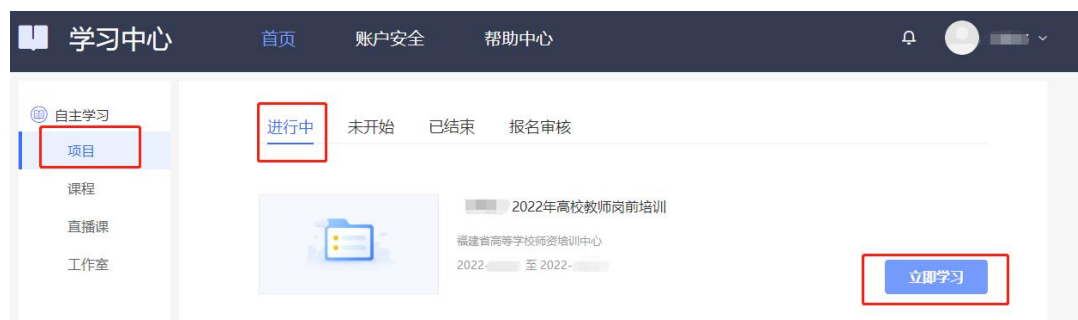 学习中心 首页 账户安全 帮助中心
自主学习
项目
课程
直播课
工作室
进行中 未开始 已结束 报名审核
2022年高校教师岗前培训
福建省高等学校师资培训中心
2022- 至 2022-
立即学习